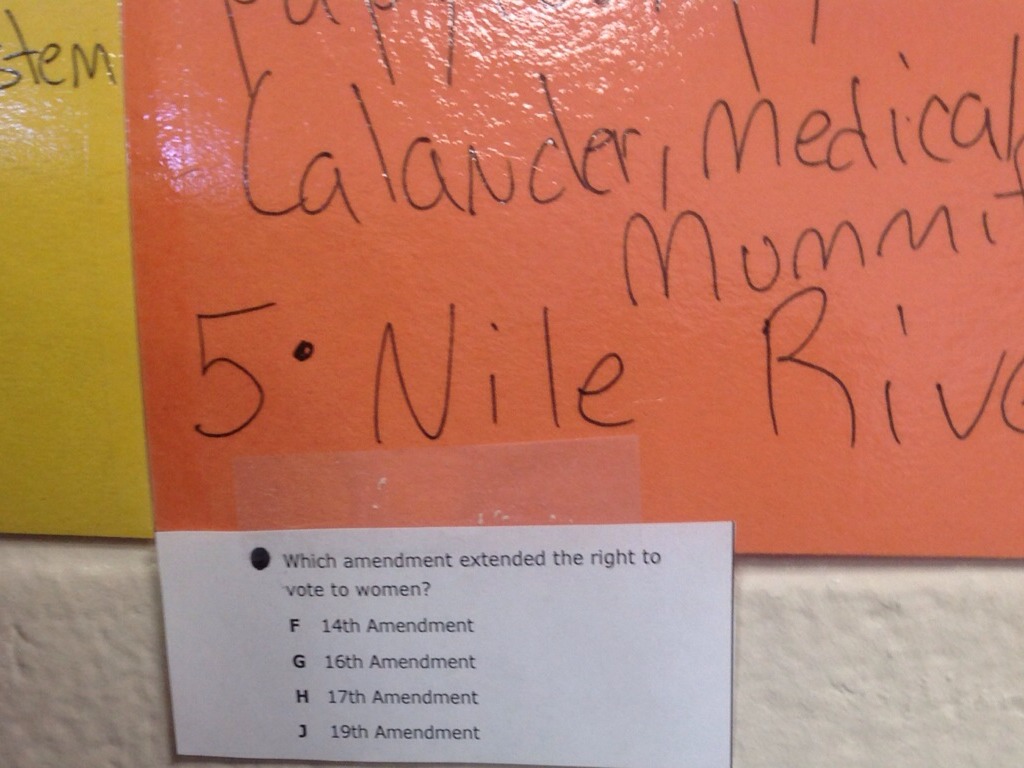 stem
Calander, Medical
Mummi
5. Nile Rive
Which amendment extended the right to
vote to women?
F 14th Amendment
G 16th Amendment
H 17th Amendment
J 19th Amendment